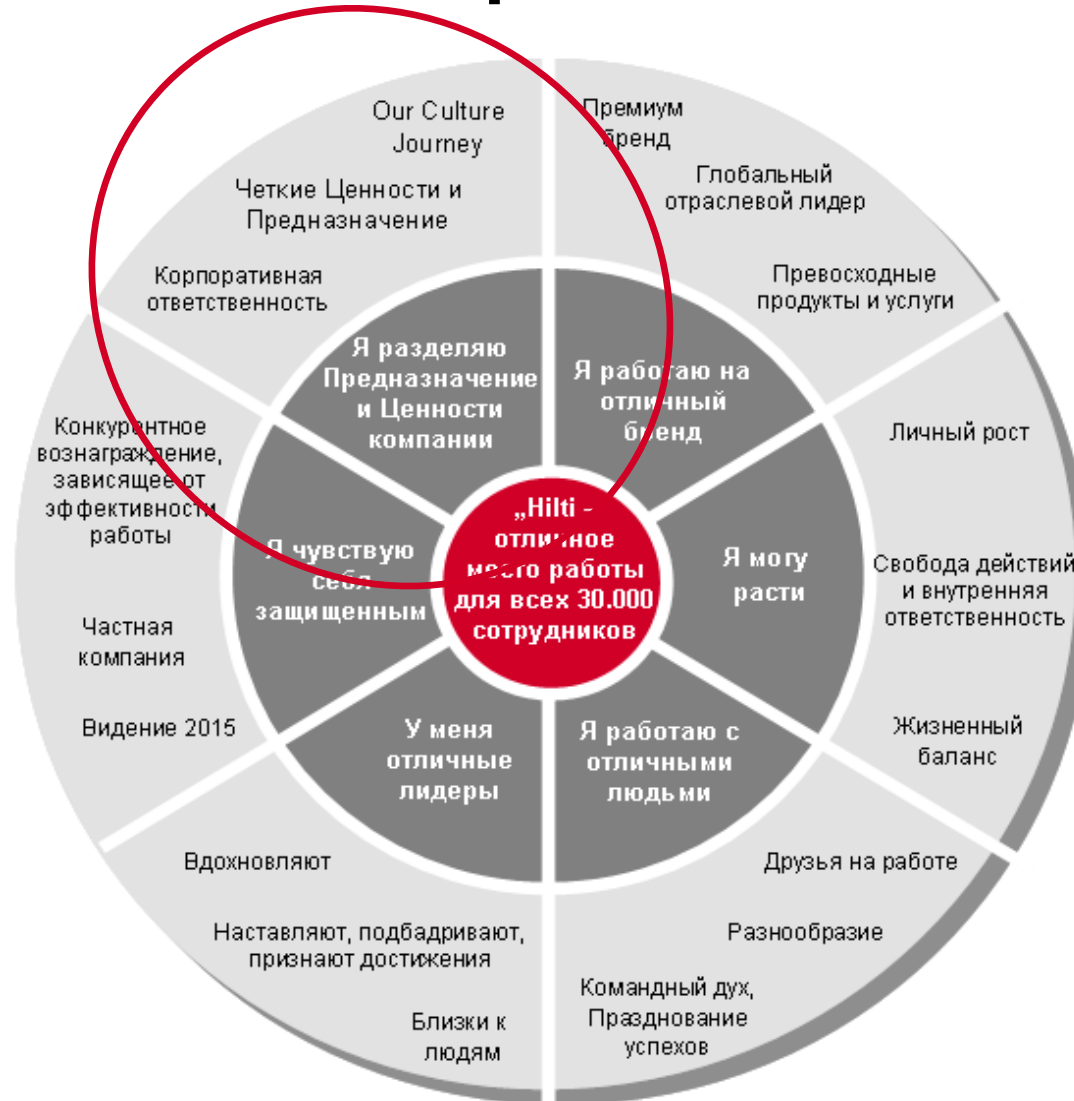 Our Culture
Journey
Четкие Ценности и
Предназначение
Корпоративная
ответственность
Премиум
бренд
Глобальный
отраслевой лидер
Превосходные
продукты и услуги
Я разделяю
Предназначение
и Ценности
компании
Я работаю на
отличный
бренд
Конкурентное
вознаграждение,
зависящее от
эффективности
работы
Частная
компания
Видение 2015
Я чувствую
себя
защищенным
„Hilti -
отличное
место работы
для всех 30.000
сотрудников
Я могу
расти
Личный рост
Свобода действий
и внутренняя
ответственность
Жизненный
баланс
У меня
отличные
лидеры
Я работаю с
отличными
людьми
Вдохновляют
Наставляют, подбадривают,
признают достижения
Близки к
людям
Друзья на работе
Разнообразие
Командный дух,
Празднование
успехов